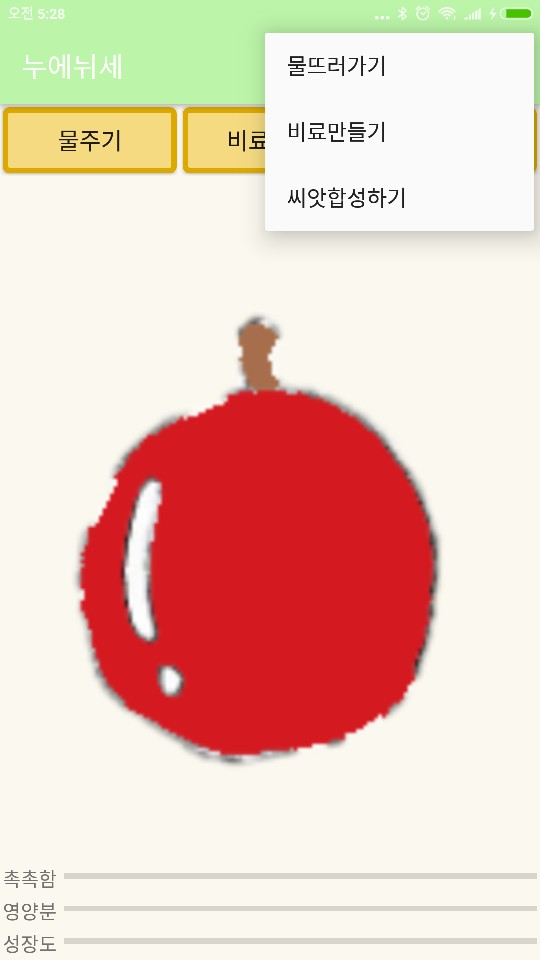 오전 5:28
누에뉘세
물뜨러가기
비료만들기
씨앗합성하기
물주기
비료
촉촉함
영양분
성장도